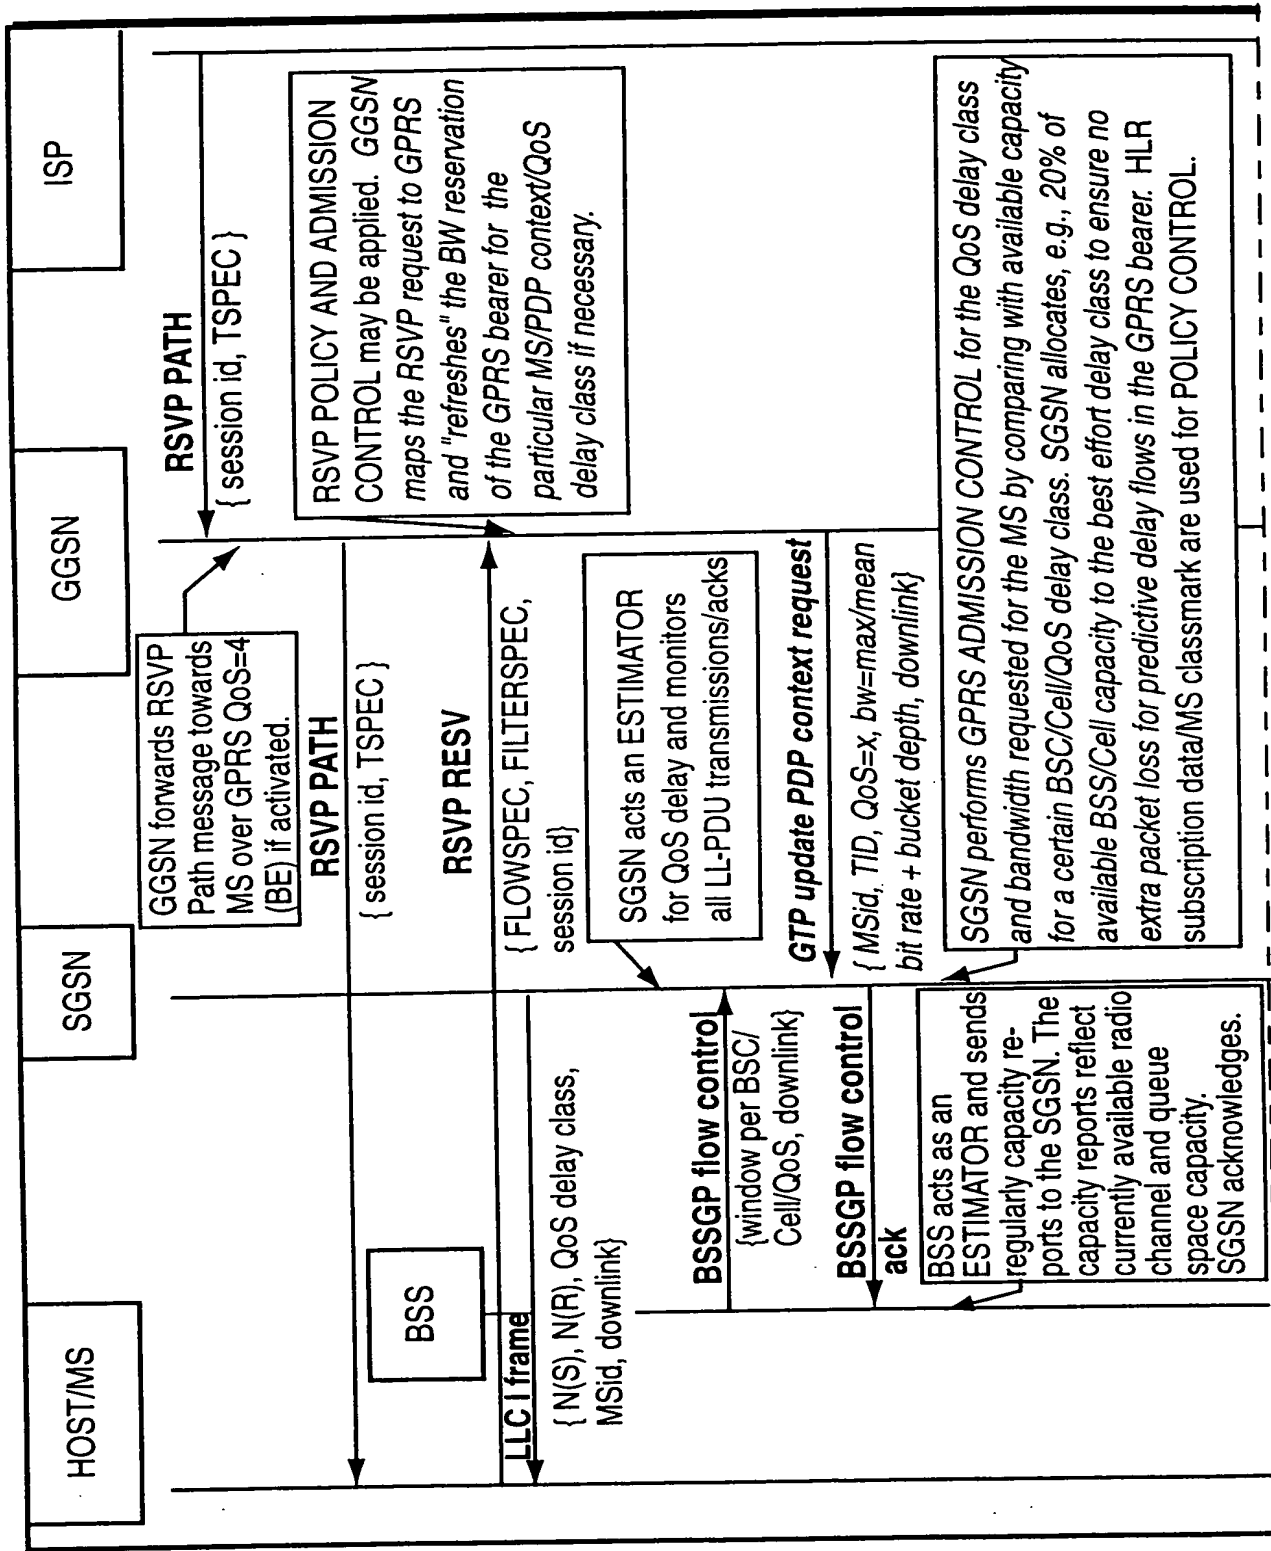 HOST/MS
SGSN
GGSN
ISP
RSVP PATH
{ session id, TSPEC }
GGSN forwards RSVP
Path message towards
MS over GPRS QoS=4
(BE) if activated.
RSVP PATH
{ session id, TSPEC }
RSVP POLICY AND ADMISSION
CONTROL may be applied. GGSN
maps the RSVP request to GPRS
and "refreshes" the BW reservation
of the GPRS bearer for the
particular MS/PDP context/QoS
delay class if necessary.
BSS
RSVP RESV
{ FLOWSPEC, FILTERSPEC,
session id}
LLC I frame
{ N(S), N(R), QoS delay class,
MSid, downlink}
SGSN acts an ESTIMATOR
for QoS delay and monitors
all LL-PDU transmissions/acks
BSSGP flow control
{window per BSC/
Cell/QoS, downlink}
GTP update PDP context request
{ MSid, TID, QoS=x, bw=max/mean
bit rate + bucket depth, downlink}
BSSGP flow control
ack
BSS acts as an
ESTIMATOR and sends
regularly capacity re-
ports to the SGSN. The
capacity reports reflect
currently available radio
channel and queue
space capacity.
SGSN acknowledges.
SGSN performs GPRS ADMISSION CONTROL for the QoS delay class
and bandwidth requested for the MS by comparing with available capacity
for a certain BSC/Cell/QoS delay class. SGSN allocates, e.g., 20% of
available BSS/Cell capacity to the best effort delay class to ensure no
extra packet loss for predictive delay flows in the GPRS bearer. HLR
subscription data/MS classmark are used for POLICY CONTROL.